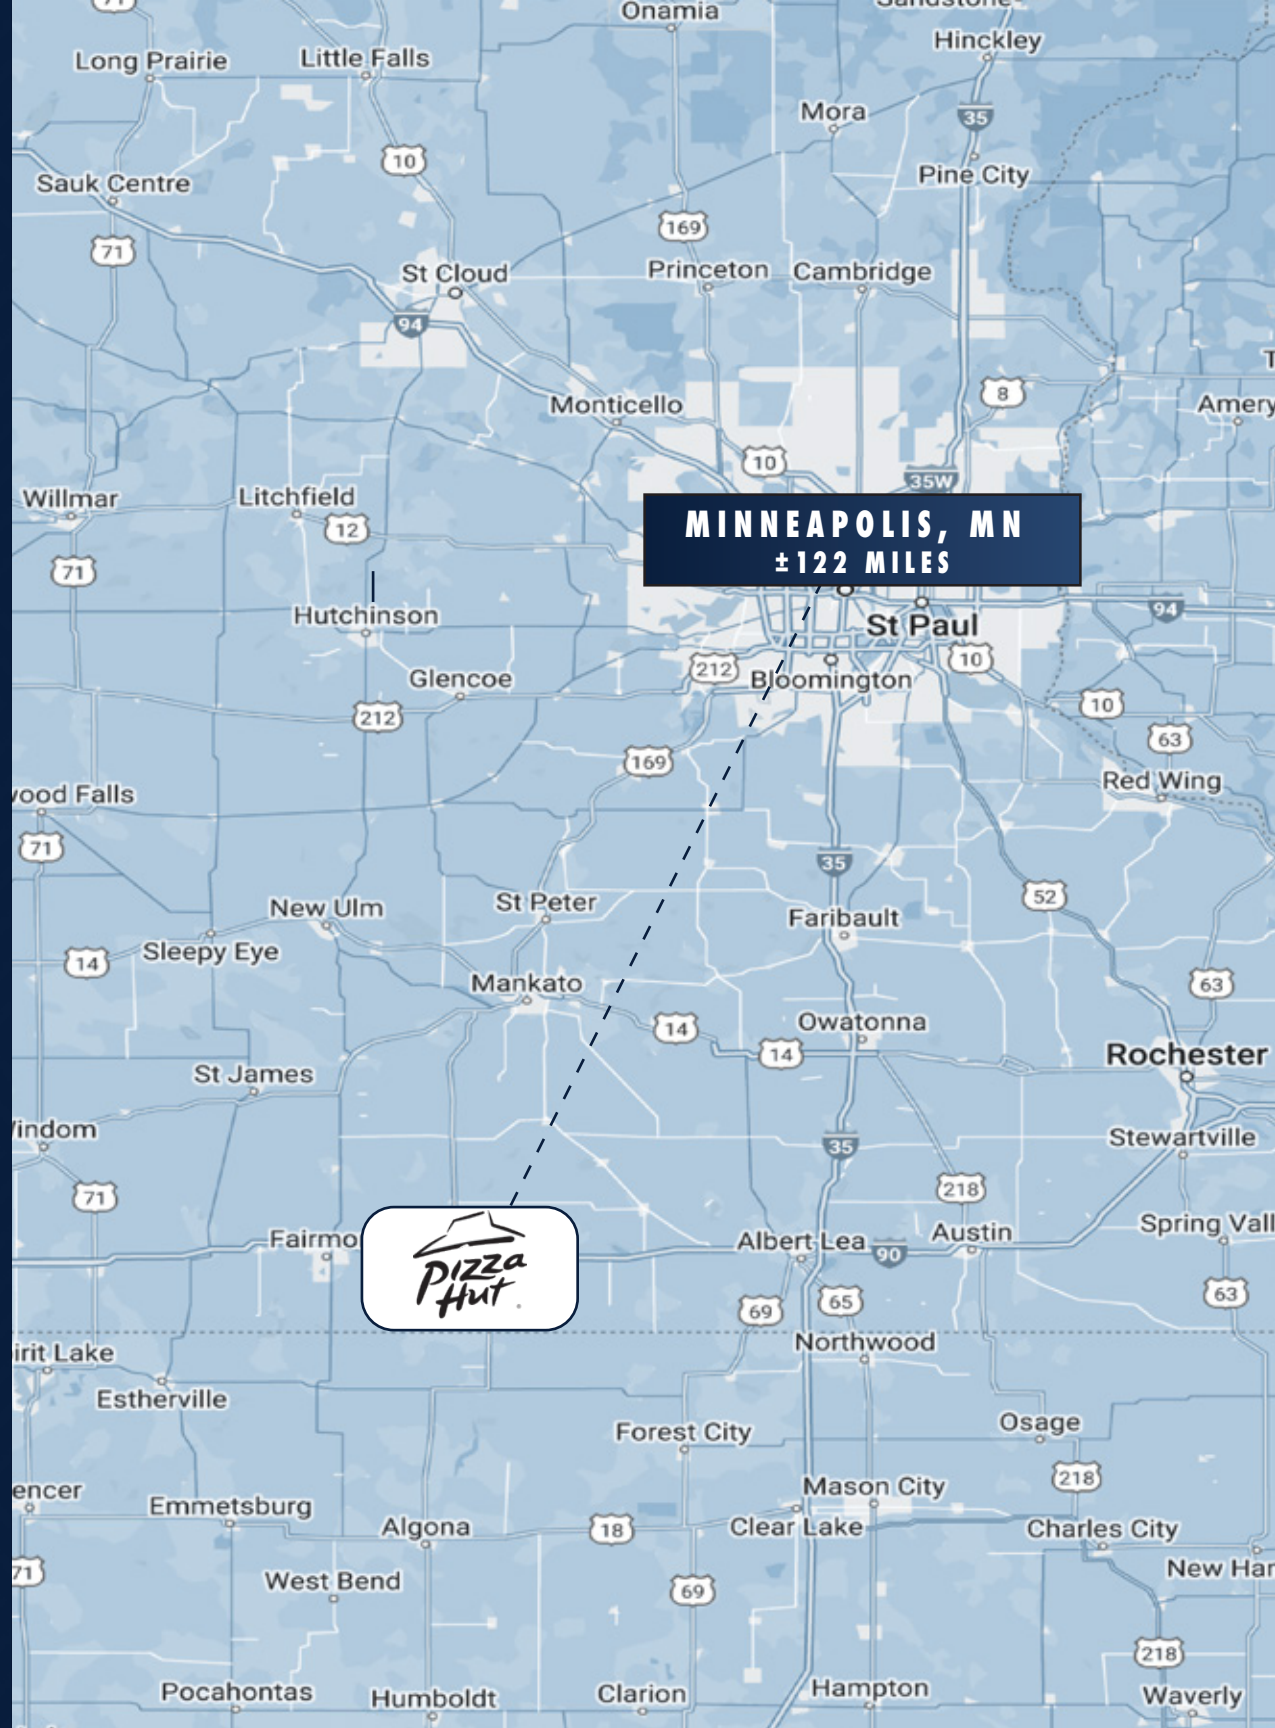 71
Onamia
Hinckley
Long Prairie
Little Falls
Mora
35
10
Pine City
Sauk Centre
169
71
St Cloud
Princeton
Cambridge
94
8
Monticello
Amery
10
35W
Willmar
Litchfield
12
MINNEAPOLIS, MN
±122 MILES
71
94
Hutchinson
St Paul
212
10
Glencoe
Bloomington
212
10
63
169
Red Wing
ood Falls
71
35
52
New Ulm
St Peter
Faribault
Sleepy Eye
14
Mankato
63
14
Owatonna
14
Rochester
St James
indom
35
Stewartville
71
218
Spring Vall
Fairmo
Albert Lea
90
Austin
Pizza
Hut
69
65
63
Northwood
irit Lake
Estherville
Forest City
Osage
218
encer
Emmetsburg
Mason City
Algona
18
Clear Lake
Charles City
71
New Har
West Bend
69
218
Pocahontas
Humboldt
Clarion
Hampton
Waverly